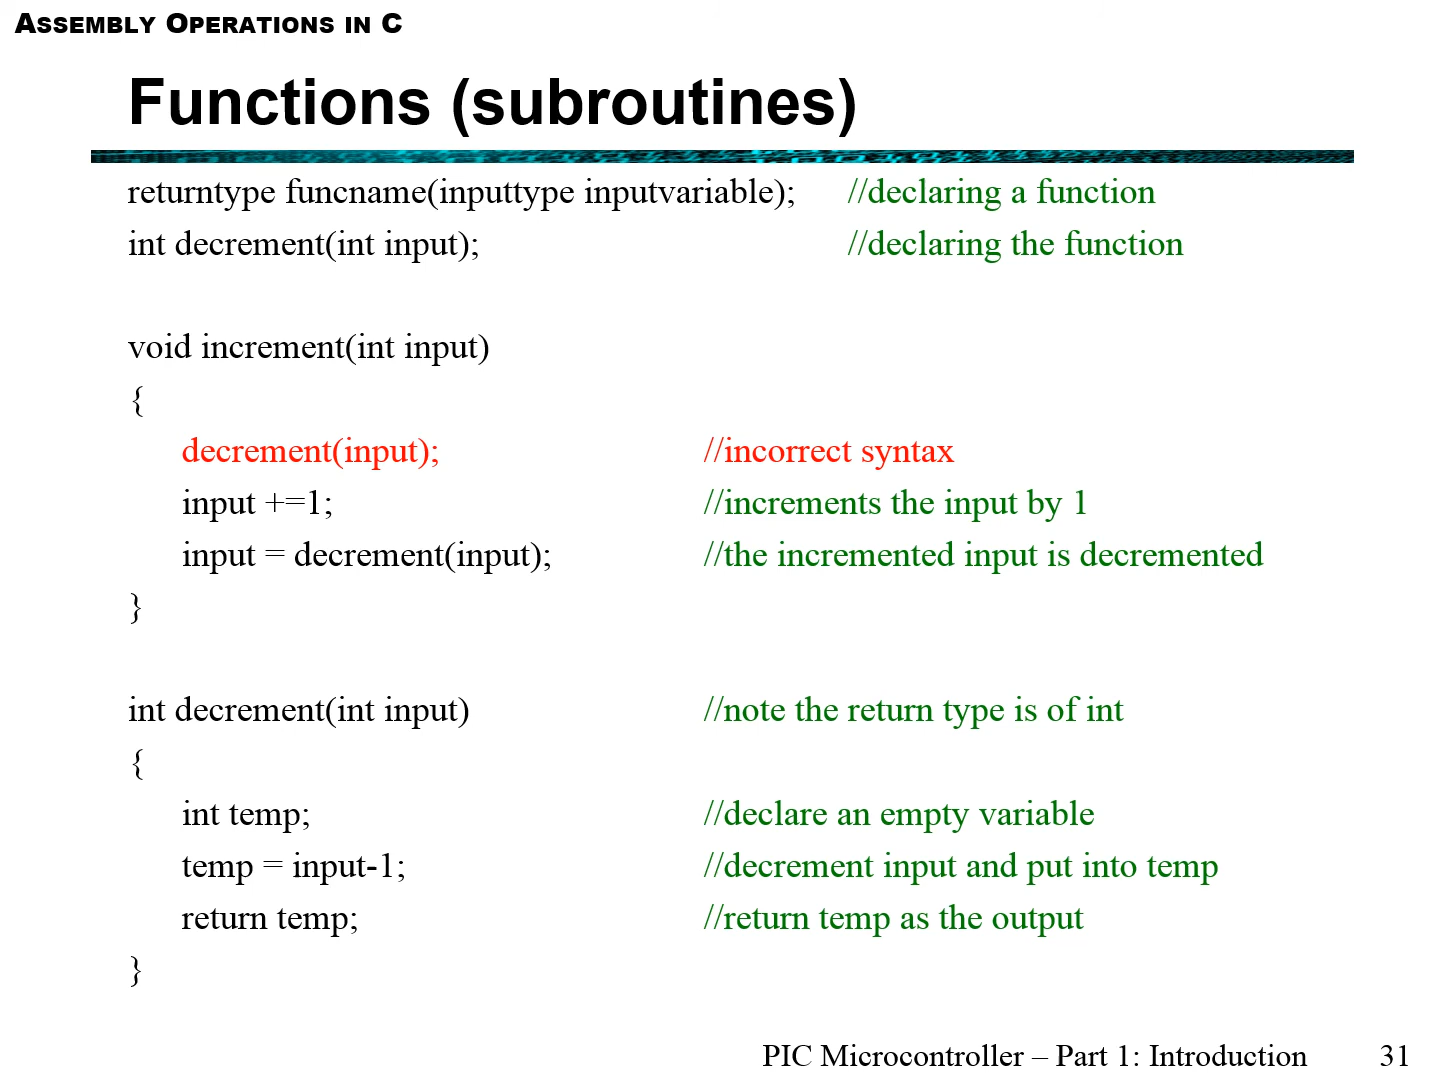 ASSEMBLY OPERATIONS IN C
Functions (subroutines)
returntype funcname(inputtype inputvariable); //declaring a function
int decrement(int input); //declaring the function
void increment(int input)
{
decrement(input); //incorrect syntax
input +=1; //increments the input by 1
input = decrement(input); //the incremented input is decremented
}
int decrement(int input) //note the return type is of int
{
int temp; //declare an empty variable
temp = input-1; //decrement input and put into temp
return temp; //return temp as the output
}
PIC Microcontroller – Part 1: Introduction 31